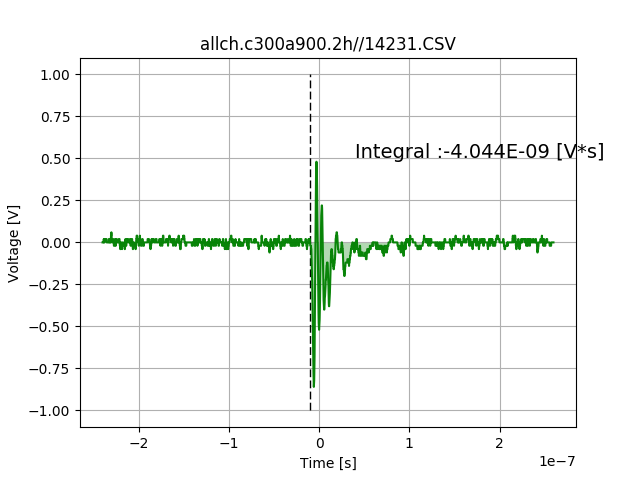 allch.c300a900.2h//14231.CSV
1.00
0.75
0.50
0.25
0.00
−0.25
−0.50
−0.75
−1.00
Voltage [V]
Integral :-4.044E-09 [V*s]
−2
−1
0
1
2
1e−7
Time [s]